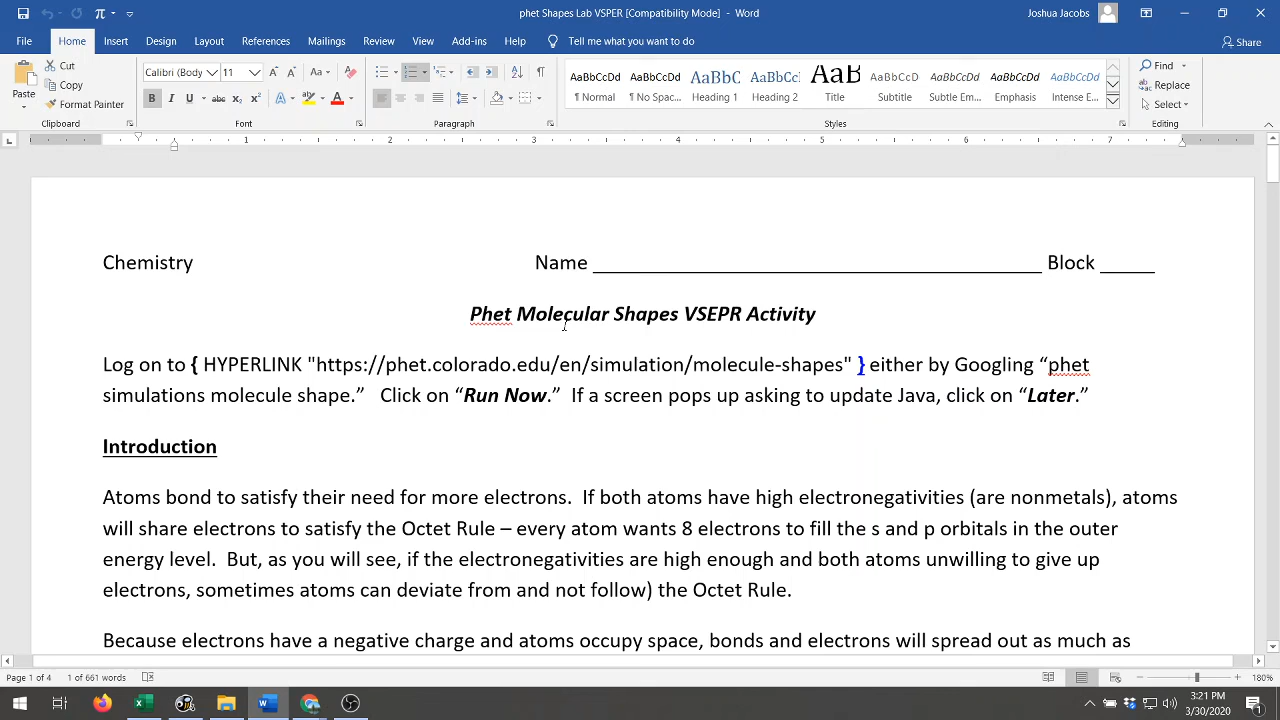 phet Shapes Lab VSPER [Compatibility Mode] - Word
Joshua Jacobs
File Home Insert Design Layout References Mailings Review View Add-ins Help Tell me what you want to do Share
Paste
Cut
Copy
Format Painter
Calibri (Body 11
AaBbCcDd AaBbCcDd AaBbC AaBbCc AaB AaBbCcD AaBbCcDd AaBbCcDd AaBbCcDd
¶ Normal ¶ No Spac... Heading 1 Heading 2 Title Subtitle Subtle Em... Emphasis Intense E...
Find
Replace
Select
Clipboard Font Paragraph Styles Editing
1 2 3 4 5 6 7
Chemistry Name Block
Phet Molecular Shapes VSEPR Activity
Log on to { HYPERLINK "https://phet.colorado.edu/en/simulation/molecule-shapes" } either by Googling “phet
simulations molecule shape.” Click on “Run Now.” If a screen pops up asking to update Java, click on “Later.”
Introduction
Atoms bond to satisfy their need for more electrons. If both atoms have high electronegativities (are nonmetals), atoms
will share electrons to satisfy the Octet Rule – every atom wants 8 electrons to fill the s and p orbitals in the outer
energy level. But, as you will see, if the electronegativities are high enough and both atoms unwilling to give up
electrons, sometimes atoms can deviate from and not follow) the Octet Rule.
Because electrons have a negative charge and atoms occupy space, bonds and electrons will spread out as much as
Page 1 of 4 1 of 661 words 180%
3:21 PM
3/30/2020